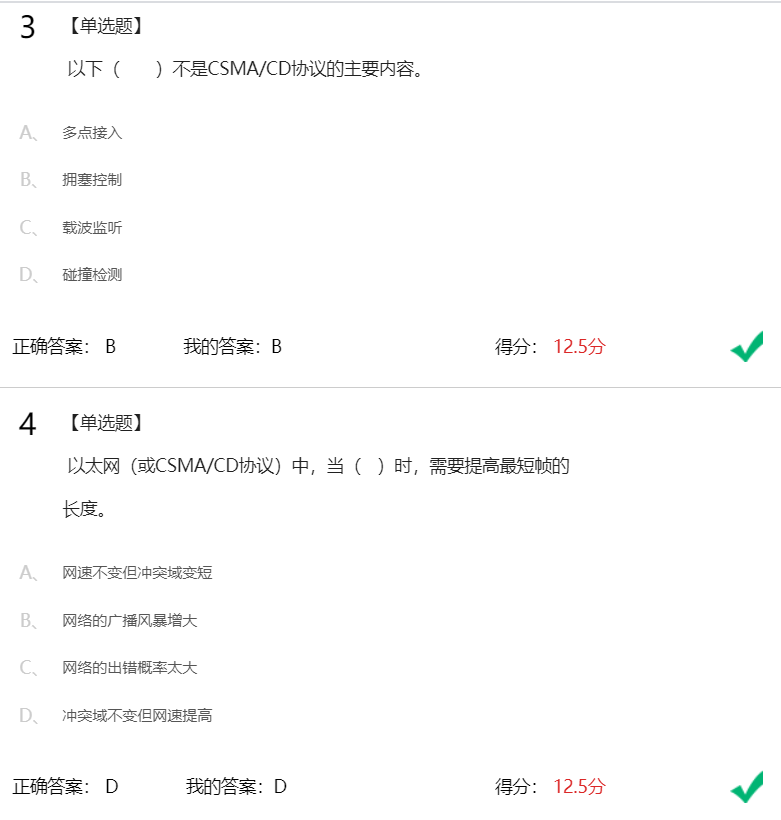 3 【单选题】
以下（　　）不是CSMA/CD协议的主要内容。
A、 多点接入
B、 拥塞控制
C、 载波监听
D、 碰撞检测
正确答案： B 我的答案：B 得分： 12.5分
4 【单选题】
以太网（或CSMA/CD协议）中，当（ ）时，需要提高最短帧的
长度。
A、 网速不变但冲突域变短
B、 网络的广播风暴增大
C、 网络的出错概率太大
D、 冲突域不变但网速提高
正确答案： D 我的答案：D 得分： 12.5分